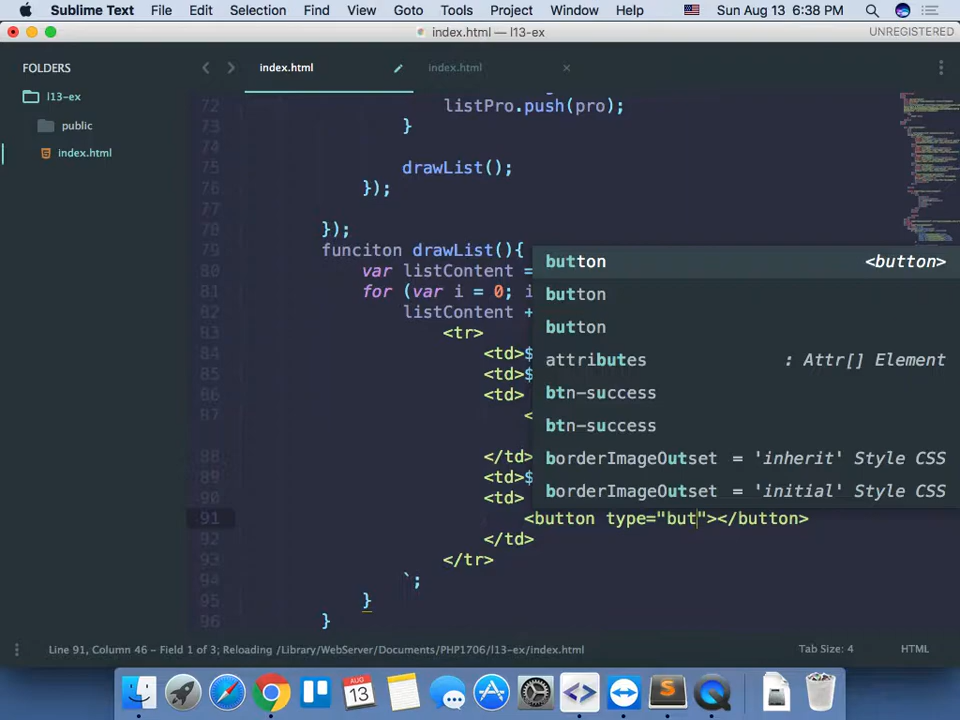 Sublime Text File Edit Selection Find View Goto Tools Project Window Help Sun Aug 13 6:38 PM
index.html — l13-ex UNREGISTERED
FOLDERS
l13-ex
public
index.html
index.html index.html
72 listPro.push(pro);
73 }
74
75 drawList();
76 });
77
78 });
79 funciton drawList(){
80 var listContent =
81 for (var i = 0; i
82 listContent +
83 <tr>
84 <td>$
85 <td>$
86 <td>
87 <
88 </td>
89 <td>$
90 <td>
91 <button type="but"></button>
92 </td>
93 </tr>
94 `;
95 }
96 }
button <button>
button
button
attributes : Attr[] Element
btn-success
btn-success
borderImageOutset = 'inherit' Style CSS
borderImageOutset = 'initial' Style CSS
Line 91, Column 46 - Field 1 of 3; Reloading /Library/WebServer/Documents/PHP1706/l13-ex/index.html Tab Size: 4 HTML
AUG
13